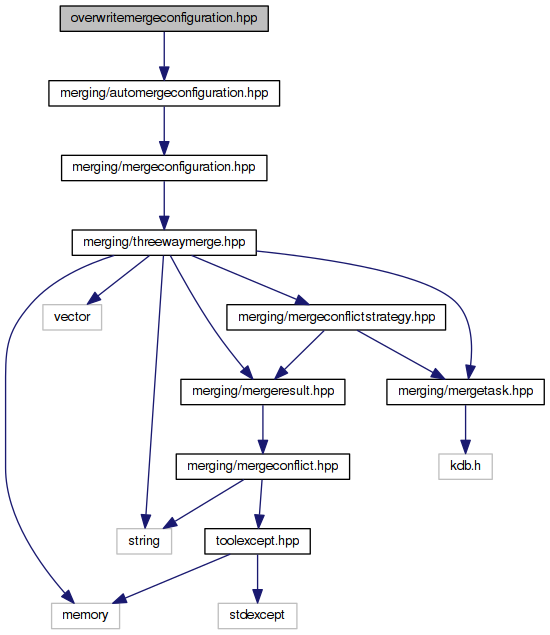 overwritemergeconfiguration.hpp
merging/automergeconfiguration.hpp
merging/mergeconfiguration.hpp
merging/threewaymerge.hpp
vector
merging/mergeconflictstrategy.hpp
merging/mergeresult.hpp
merging/mergetask.hpp
merging/mergeconflict.hpp
kdb.h
string
toolexcept.hpp
memory
stdexcept